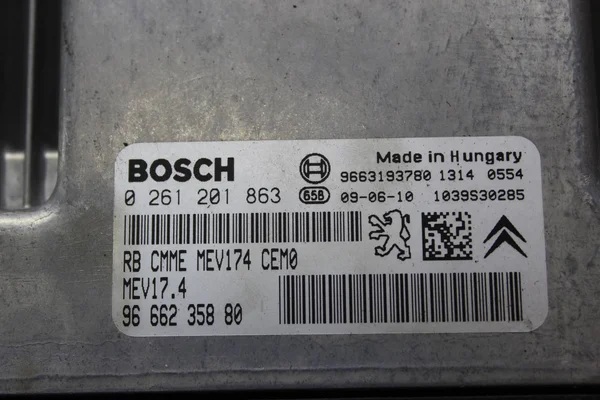 BOSCH
Made in Hungary
9663193780 1314 0554
0 261 201 863
65B 09-06-10 1039S30285
RB CMME MEV174 CEM0
MEV17.4
96 662 358 80